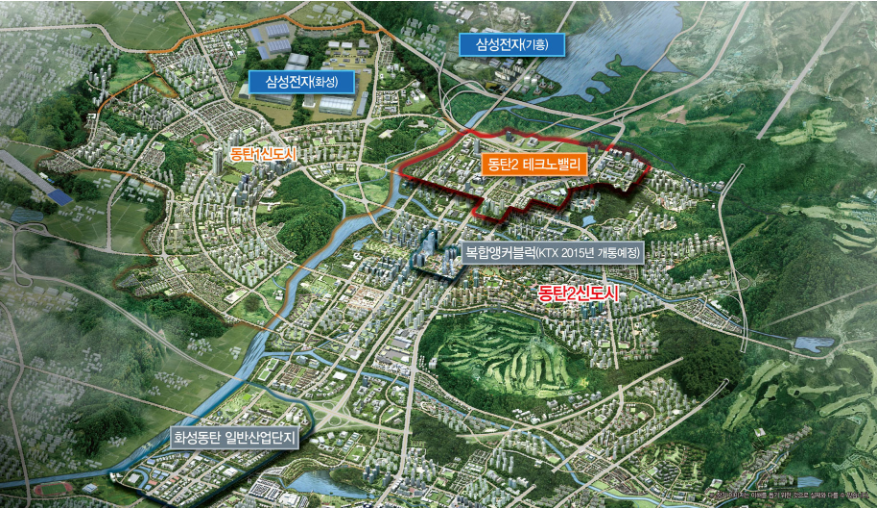 삼성전자(기흥)
삼성전자(화성)
동탄1신도시
동탄2 테크노밸리
복합앵커블럭(KTX 2015년 개통예정)
동탄2신도시
화성동탄 일반산업단지